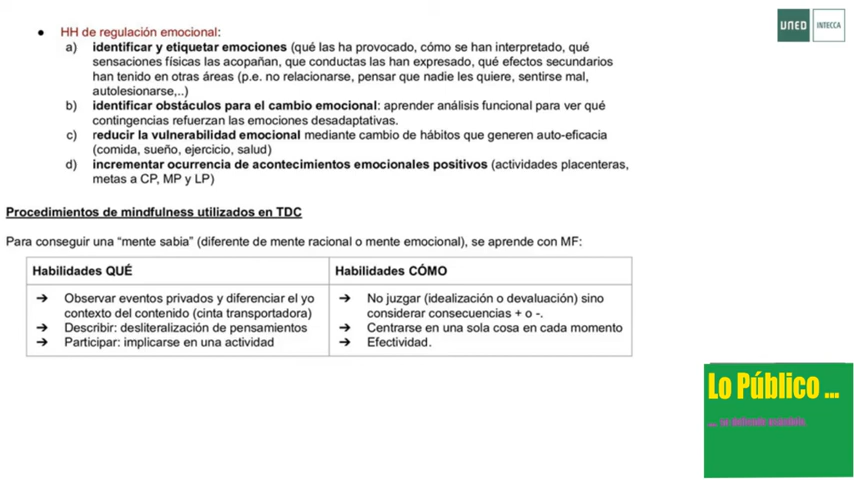 ● HH de regulación emocional:
a) identificar y etiquetar emociones (qué las ha provocado, cómo se han interpretado, qué
sensaciones físicas las acopañan, que conductas las han expresado, qué efectos secundarios
han tenido en otras áreas (p.e. no relacionarse, pensar que nadie les quiere, sentirse mal,
autolesionarse,..)
b) identificar obstáculos para el cambio emocional: aprender análisis funcional para ver qué
contingencias refuerzan las emociones desadaptativas.
c) reducir la vulnerabilidad emocional mediante cambio de hábitos que generen auto-eficacia
(comida, sueño, ejercicio, salud)
d) incrementar ocurrencia de acontecimientos emocionales positivos (actividades placenteras,
metas a CP, MP y LP)
Procedimientos de mindfulness utilizados en TDC
Para conseguir una “mente sabia” (diferente de mente racional o mente emocional), se aprende con MF:
Habilidades QUÉ
➔ Observar eventos privados y diferenciar el yo
contexto del contenido (cinta transportadora)
➔ Describir: desliteralización de pensamientos
➔ Participar: implicarse en una actividad
Habilidades CÓMO
➔ No juzgar (idealización o devaluación) sino
considerar consecuencias + o -.
➔ Centrarse en una sola cosa en cada momento
➔ Efectividad.
UNED INTECCA
Lo Público ...
.... se defiende